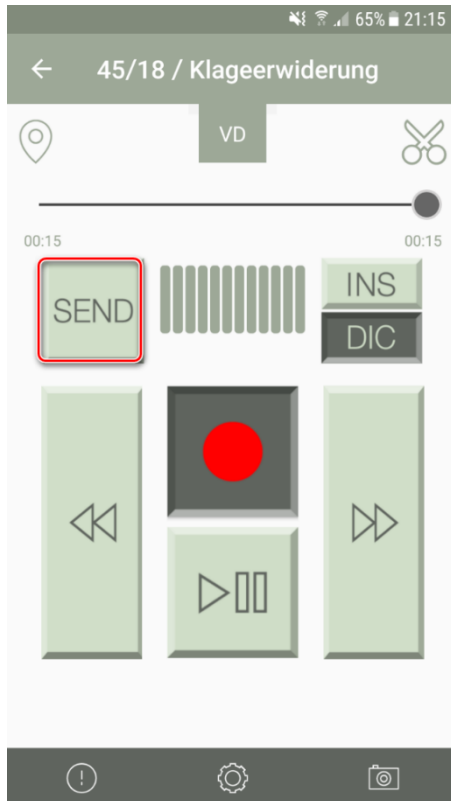 65% 21:15
45/18 / Klageerwiderung
VD
00:15 00:15
SEND
INS
DIC